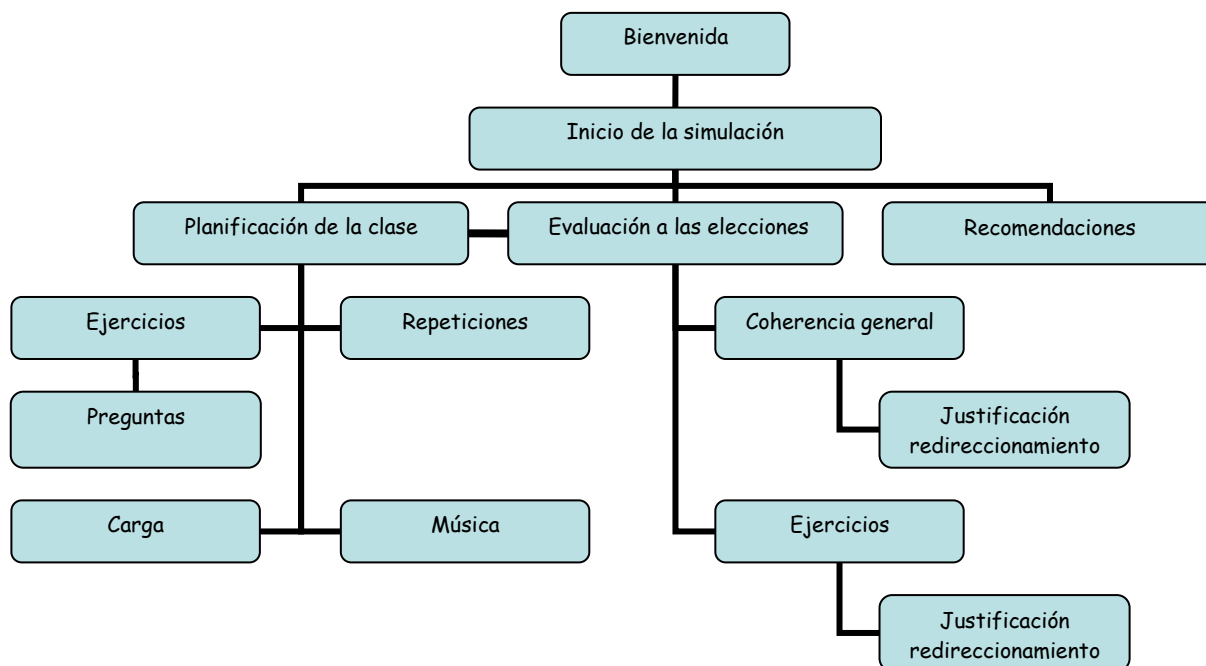 Bienvenida
Inicio de la simulación
Planificación de la clase
Evaluación a las elecciones
Recomendaciones
Ejercicios
Repeticiones
Coherencia general
Preguntas
Justificación
redireccionamiento
Carga
Música
Ejercicios
Justificación
redireccionamiento